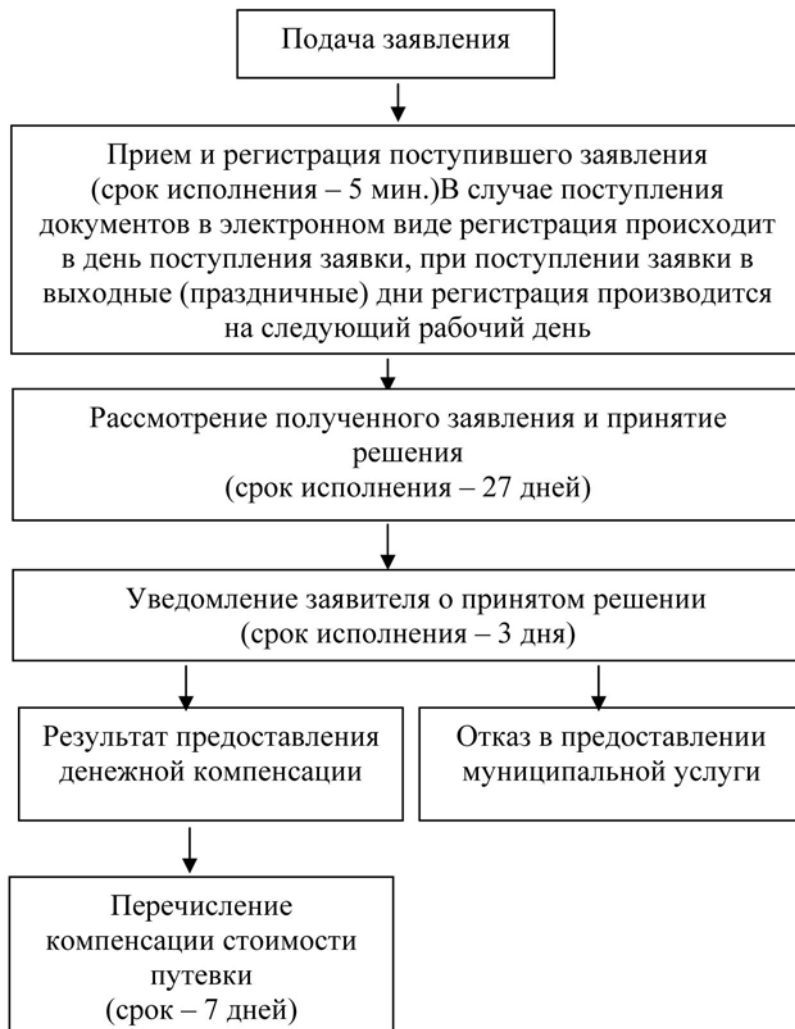 Подача заявления
Прием и регистрация поступившего заявления
(срок исполнения – 5 мин.)В случае поступления
документов в электронном виде регистрация происходит
в день поступления заявки, при поступлении заявки в
выходные (праздничные) дни регистрация производится
на следующий рабочий день
Рассмотрение полученного заявления и принятие
решения
(срок исполнения – 27 дней)
Уведомление заявителя о принятом решении
(срок исполнения – 3 дня)
Результат предоставления
денежной компенсации
Отказ в предоставлении
муниципальной услуги
Перечисление
компенсации стоимости
путевки
(срок – 7 дней)